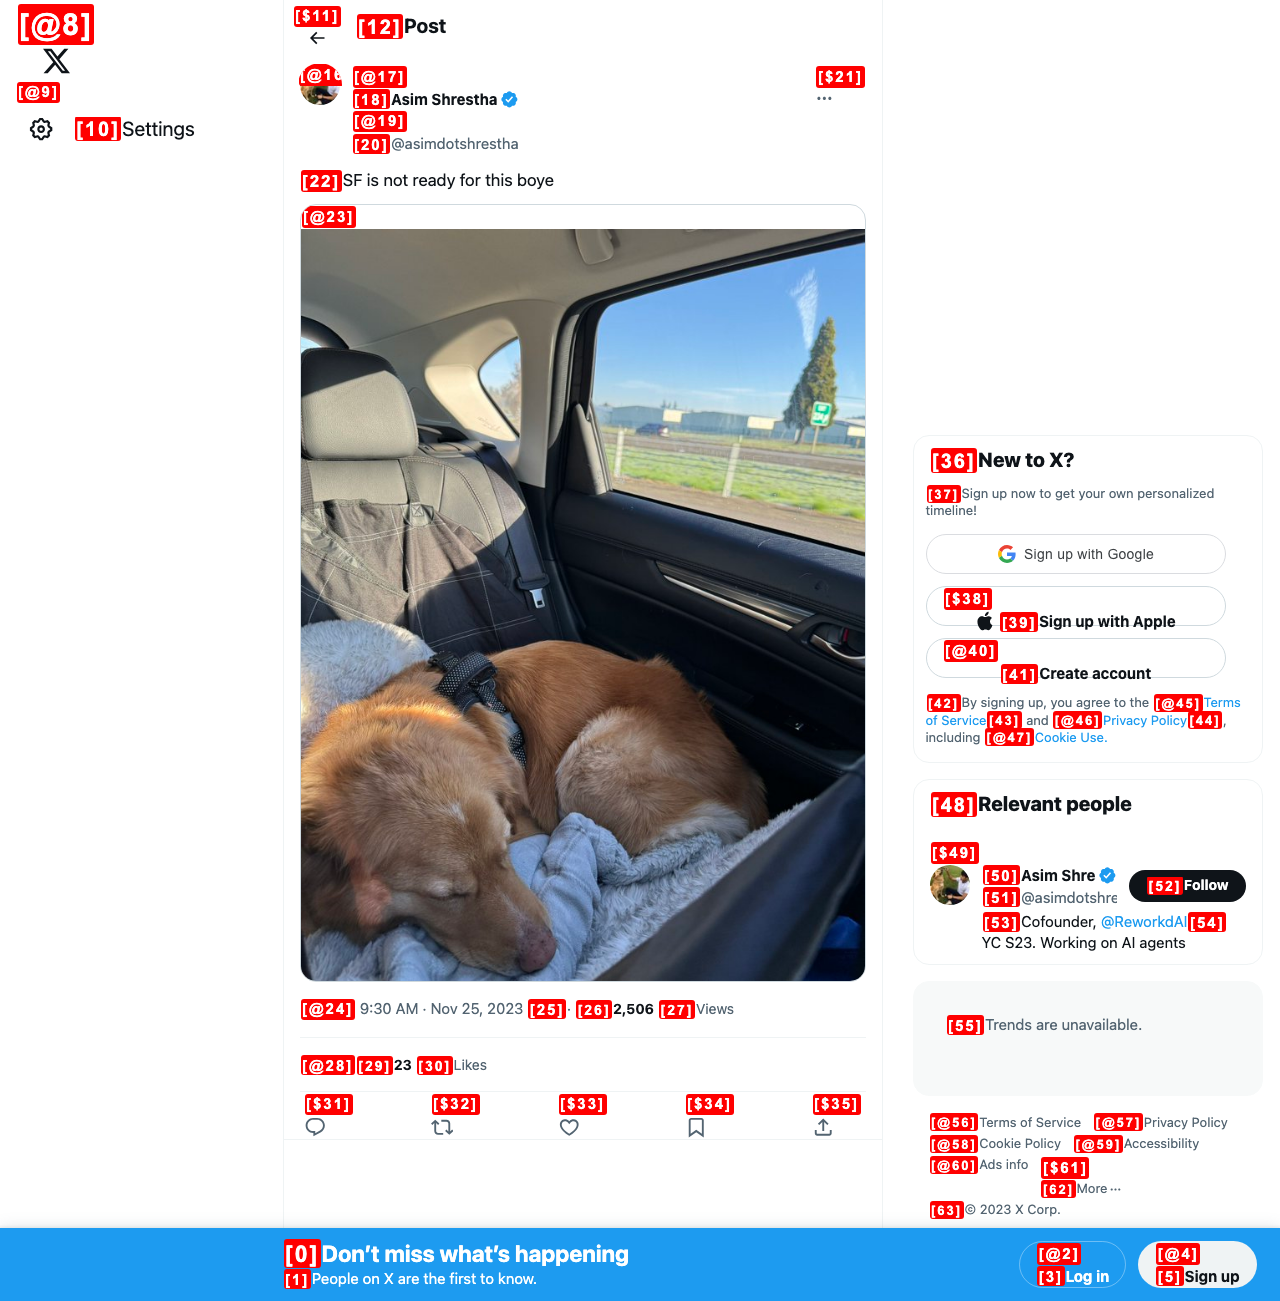 [@8]
[@9]
[10]Settings
[$11]
[12]Post
[@16
[@17]
[18]Asim Shrestha
[@19]
[20]@asimdotshrestha
[$21]
[22]SF is not ready for this boye
[@23]
[@24] 9:30 AM · Nov 25, 2023 [25]· [26]2,506 [27]Views
[@28][29]23 [30]Likes
[$31] [$32] [$33] [$34] [$35]
[36]New to X?
[37]Sign up now to get your own personalized
timeline!
Sign up with Google
[$38]
[39]Sign up with Apple
[@40]
[41]Create account
[42]By signing up, you agree to the [@45]Terms
of Service[43] and [@46]Privacy Policy[44],
including [@47]Cookie Use.
[48]Relevant people
[$49]
[50]Asim Shre
[51]@asimdotshre
[52]Follow
[53]Cofounder, @ReworkdAI[54]
YC S23. Working on AI agents
[55]Trends are unavailable.
[@56]Terms of Service [@57]Privacy Policy
[@58]Cookie Policy [@59]Accessibility
[@60]Ads info [$61]
[62]More ···
[63]© 2023 X Corp.
[0]Don’t miss what’s happening
[1]People on X are the first to know.
[@2]
[3]Log in
[@4]
[5]Sign up